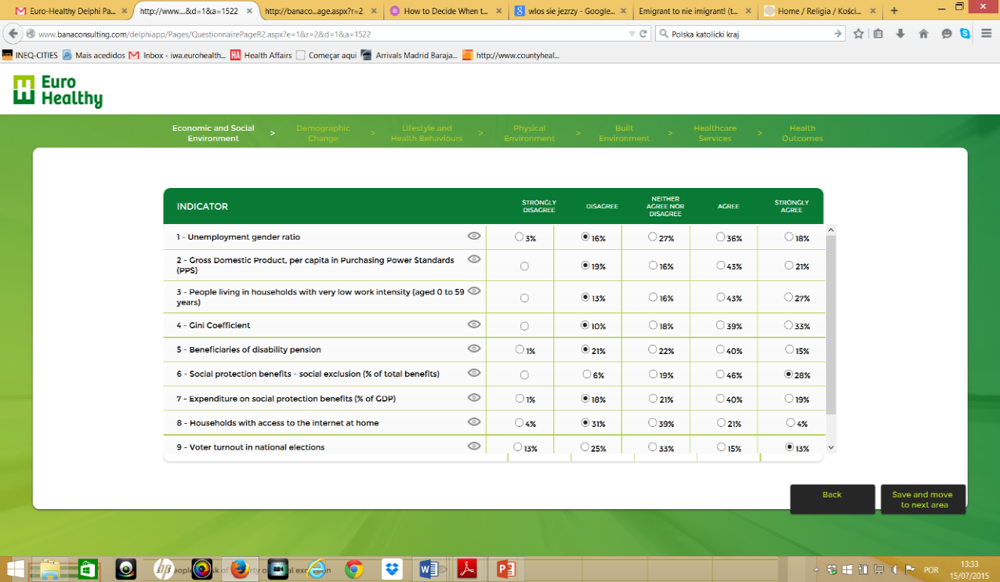 Euro-Healthy Delphi Pa... × http://www....&d=1&a=1522 × http://banaco...age.aspx?r=2 × How to Decide When t... × wlos sie jezrzy - Google... × Emigrant to nie imigrant! (t... × Home / Religia / Kości... × +
www.banaconsulting.com/delphiapp/Pages/QuestionnairePageR2.aspx?e=1&r=2&d=1&a=1522 Polska katolicki kraj
INEQ-CITIES Mais acedidos Inbox - iwa.eurohealth... HA Health Affairs Começar aqui Arrivals Madrid Baraja... http://www.countyheal...
Euro
Healthy
Economic and Social Environment > Demographic Change > Lifestyle and Health Behaviours > Physical Environment > Built Environment > Healthcare Services > Health Outcomes
INDICATOR STRONGLY DISAGREE DISAGREE NEITHER AGREE NOR DISAGREE AGREE STRONGLY AGREE
1 - Unemployment gender ratio 3% 16% 27% 36% 18%
2 - Gross Domestic Product, per capita in Purchasing Power Standards
(PPS) 19% 16% 43% 21%
3 - People living in households with very low work intensity (aged 0 to 59
years) 13% 16% 43% 27%
4 - Gini Coefficient 10% 18% 39% 33%
5 - Beneficiaries of disability pension 1% 21% 22% 40% 15%
6 - Social protection benefits - social exclusion (% of total benefits) 6% 19% 46% 28%
7 - Expenditure on social protection benefits (% of GDP) 1% 18% 21% 40% 19%
8 - Households with access to the internet at home 4% 31% 39% 21% 4%
9 - Voter turnout in national elections 13% 25% 33% 15% 13%
Back
Save and move
to next area
POR
13:33
15/07/2015